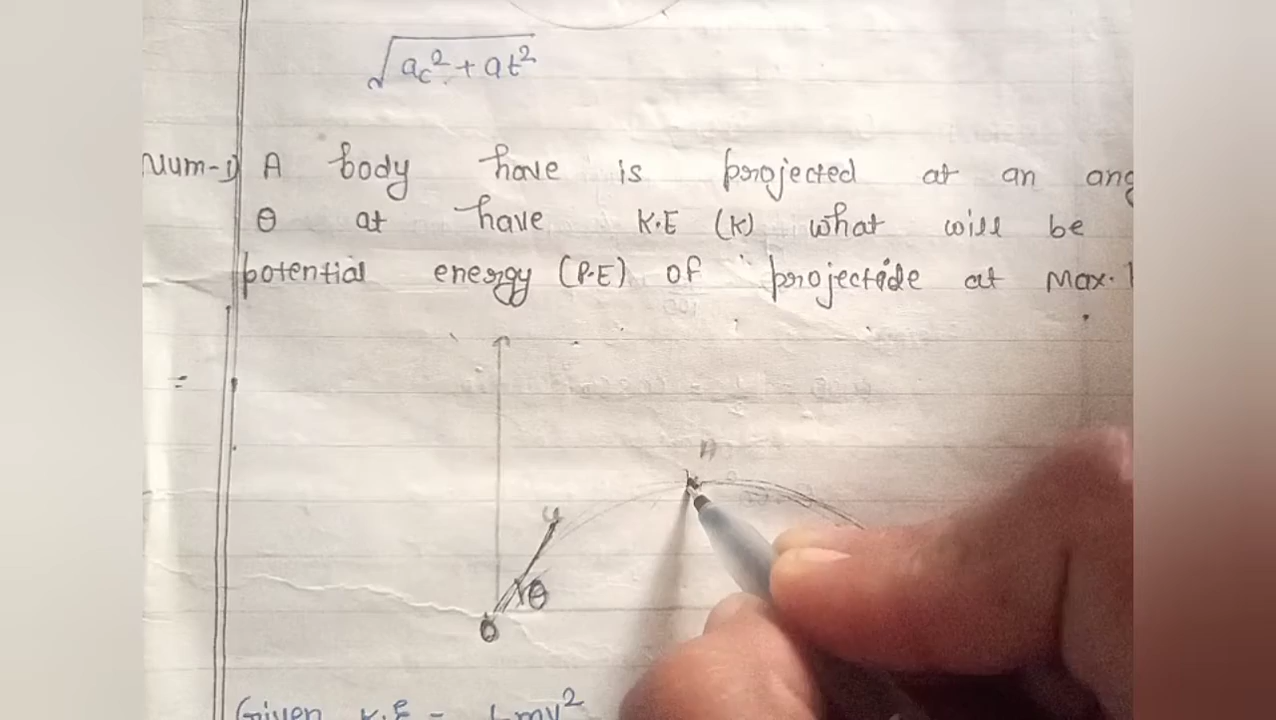 √ac²+at²
Num-1) A body have is projected at an ang
θ at have K.E (K) what will be
potential energy (P.E) of projectide at Max.
u
θ
O
Given K.E = ½mv²